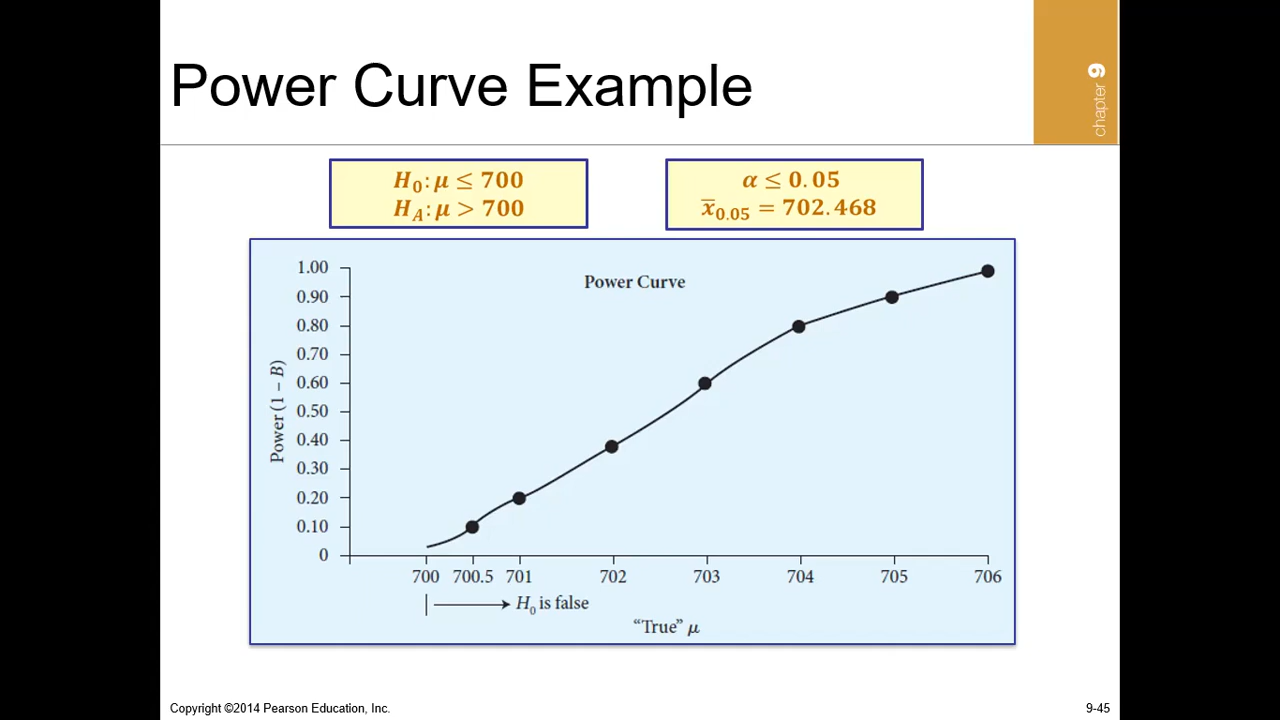 Power Curve Example
chapter 9
H₀: μ ≤ 700
H_A: μ > 700
α ≤ 0.05
x̄₀.₀₅ = 702.468
Power Curve
Power (1 − B)
1.00
0.90
0.80
0.70
0.60
0.50
0.40
0.30
0.20
0.10
0
700 700.5 701 702 703 704 705 706
H₀ is false
“True” μ
Copyright ©2014 Pearson Education, Inc.
9-45